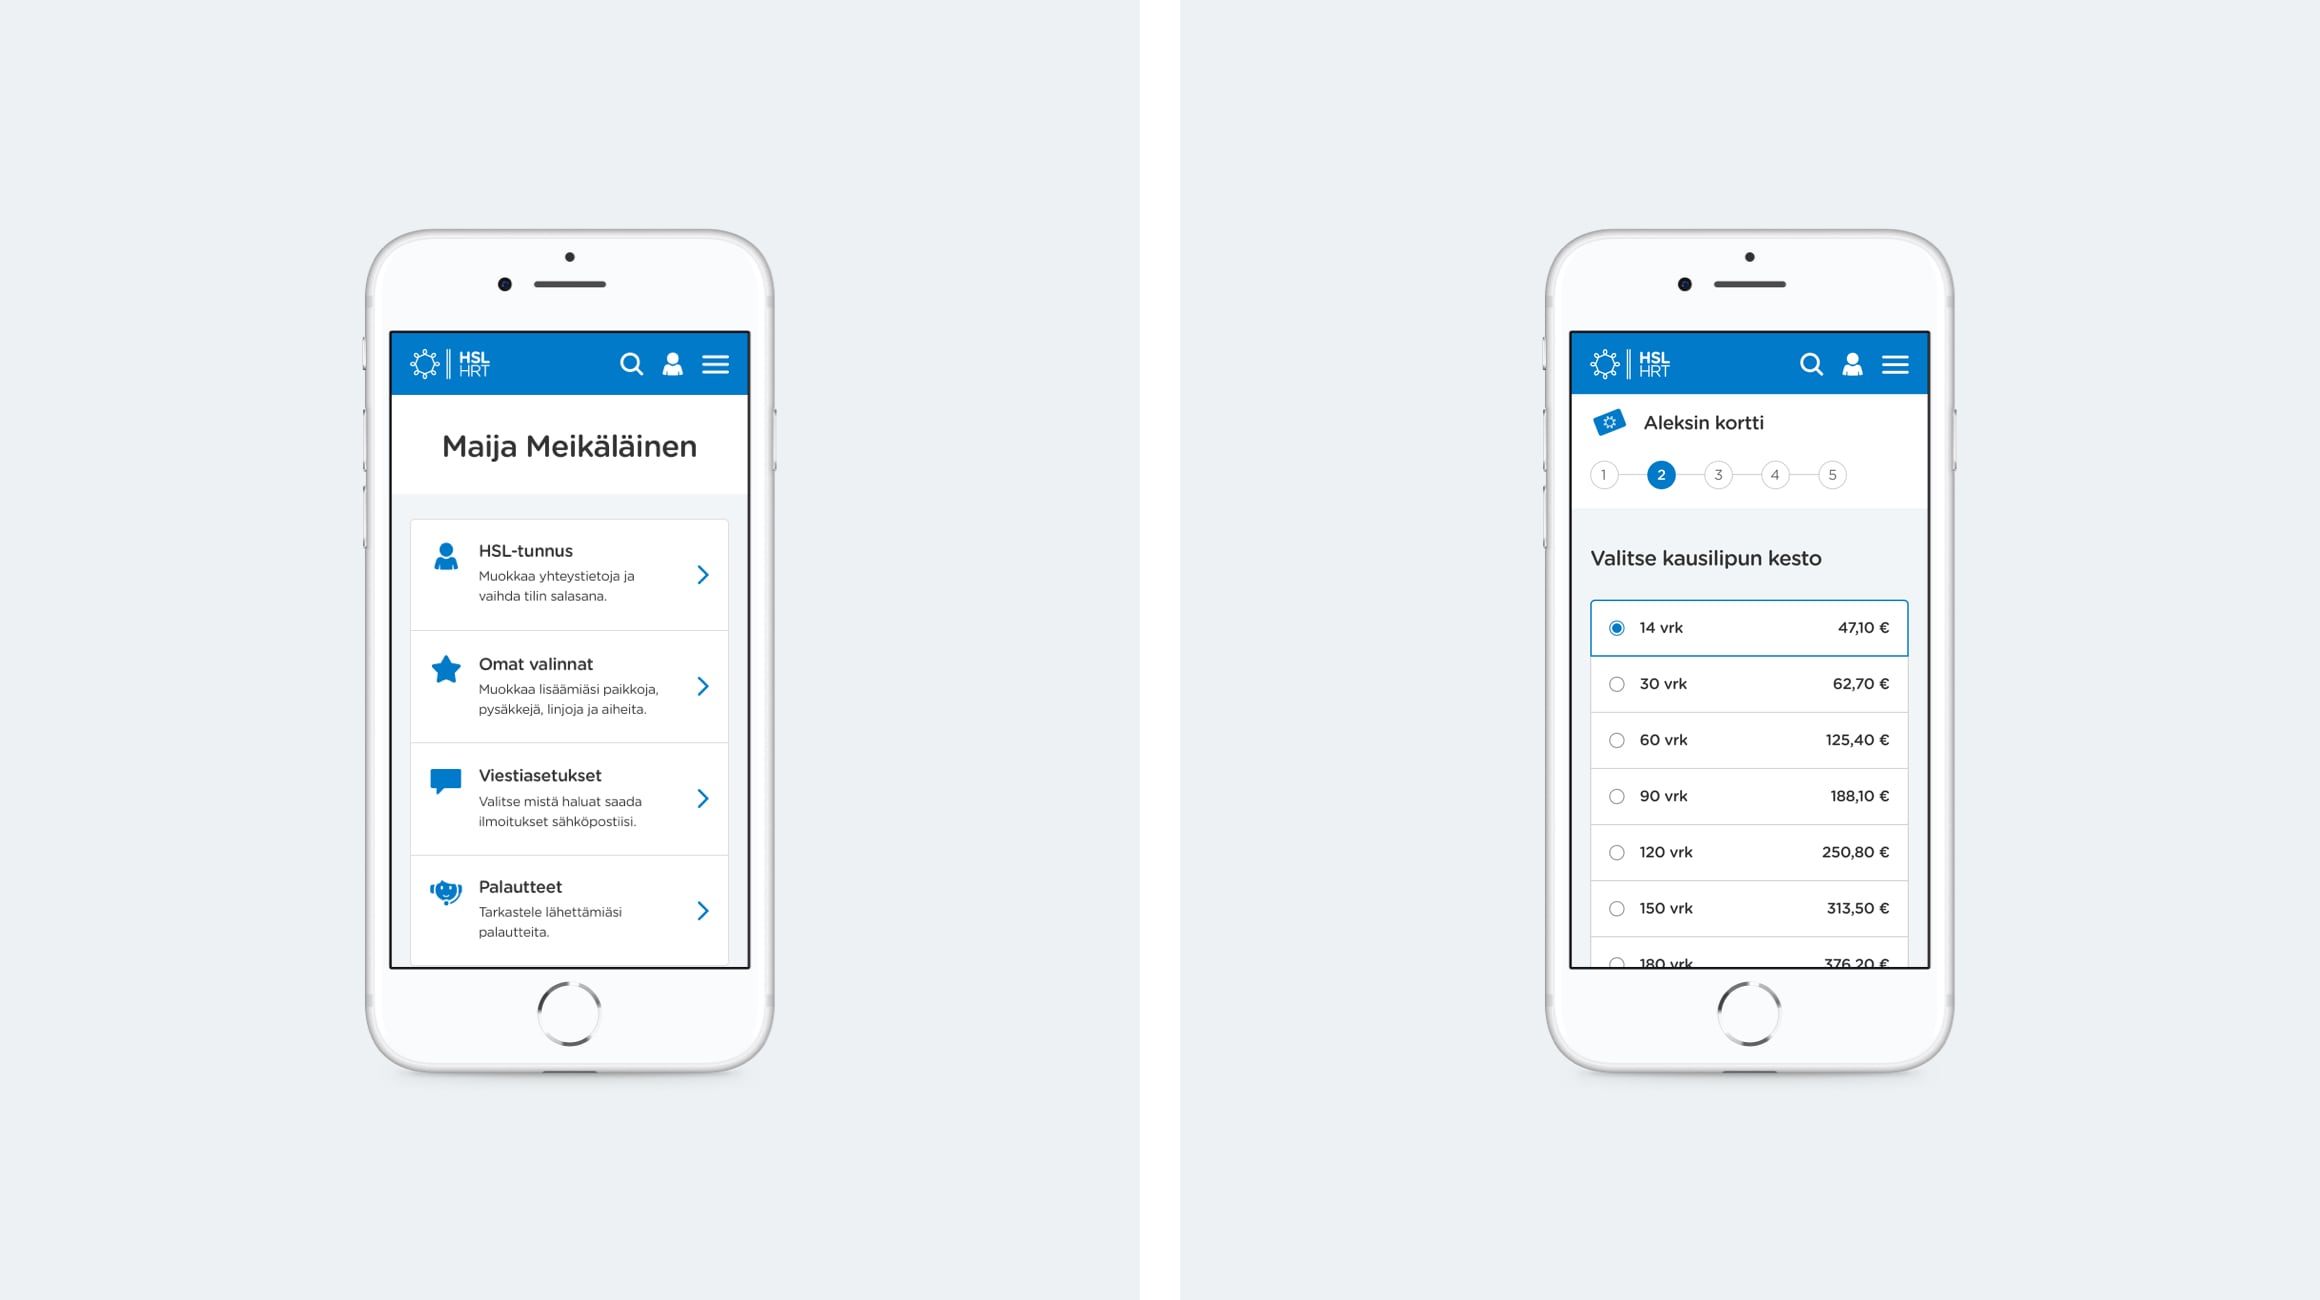 HSL
HRT
Maija Meikäläinen
HSL-tunnus
Muokkaa yhteystietoja ja
vaihda tilin salasana.
Omat valinnat
Muokkaa lisäämiäsi paikkoja,
pysäkkejä, linjoja ja aiheita.
Viestiasetukset
Valitse mistä haluat saada
ilmoitukset sähköpostiisi.
Palautteet
Tarkastele lähettämiäsi
palautteita.
HSL
HRT
Aleksin kortti
1 2 3 4 5
Valitse kausilipun kesto
14 vrk 47,10 €
30 vrk 62,70 €
60 vrk 125,40 €
90 vrk 188,10 €
120 vrk 250,80 €
150 vrk 313,50 €
180 vrk 376,20 €